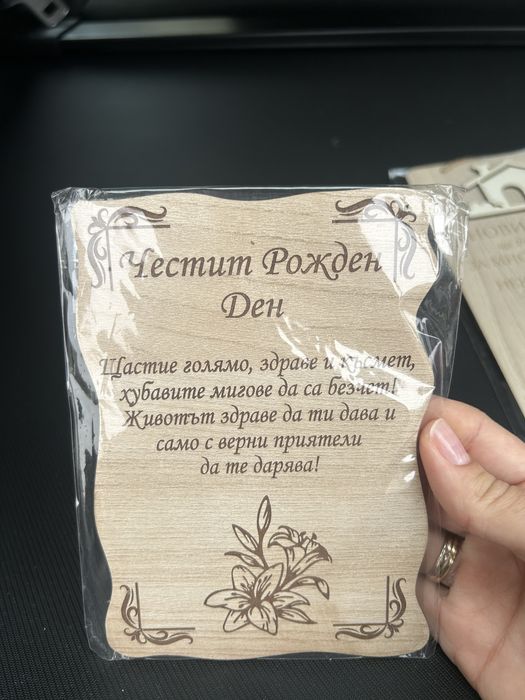 Честит Рожден
Ден
Щастие голямо, здраве и късмет,
хубавите мигове да са безчет!
Животът здраве да ти дава и
само с верни приятели
да те дарява!